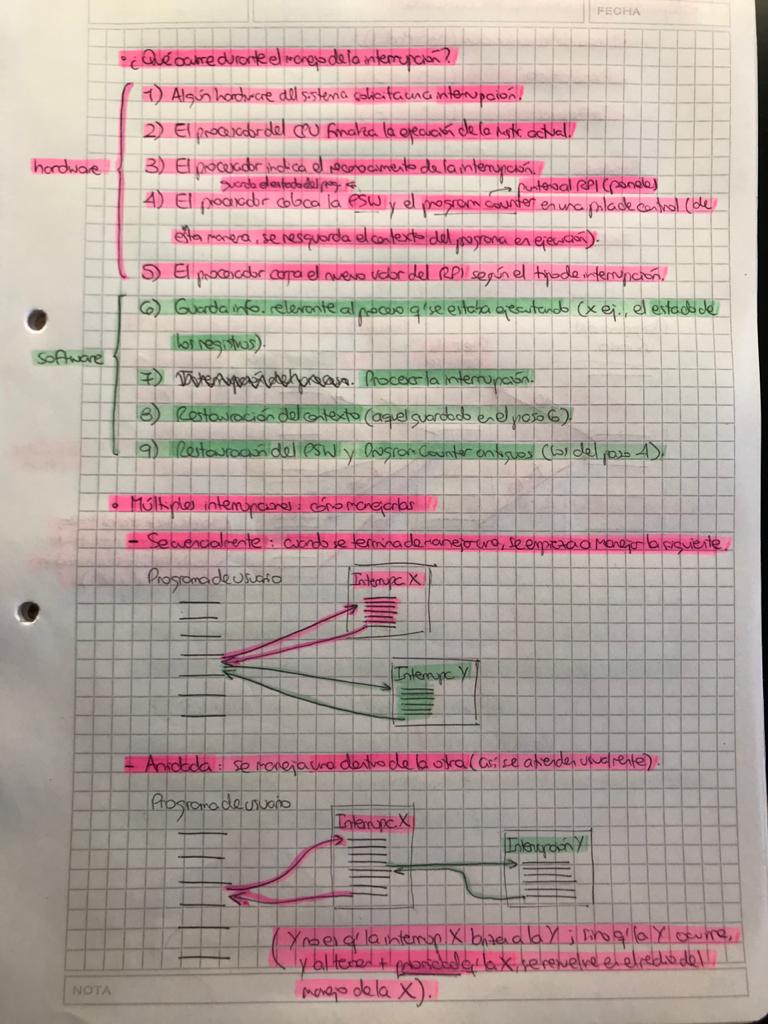 FECHA
• ¿Qué ocurre durante el manejo de la interrupción?
hardware
1) Algún hardware del sistema solicita una interrupción.
2) El procesador del CPU finaliza la ejecución de la instr. actual.
3) El procesador indica el reconocimiento de la interrupción.
guarda el estado del prog. puntero al RPI (ponele)
4) El procesador coloca la PSW y el program counter en una pila de control (de
esta manera, se resguarda el contexto del programa en ejecución).
5) El procesador carga el nuevo valor del RPI según el tipo de interrupción.
software
6) Guarda info. relevante al proceso q' se estaba ejecutando (x ej., el estado de
los registros).
7) Procesar la interrupción.
8) Restauración del contexto (aquel guardado en el paso 6).
9) Restauración del PSW y Program Counter antiguos (los del paso 4).
• Múltiples interrupciones: cómo manejarlas
- Secuencialmente: cuando se termina de manejar una, se empieza a manejar la siguiente.
Programa de usuario
Interrupc X
Interrupc Y
- Anidada: se maneja una dentro de la otra (así se atienden usualmente).
Programa de usuario
Interrupc X
Interrupción Y
(Y no es q' la interrup X llama a la Y; sino q' la Y ocurre,
y al tener + prioridad q' la X, se resuelve en el medio del
manejo de la X).
NOTA